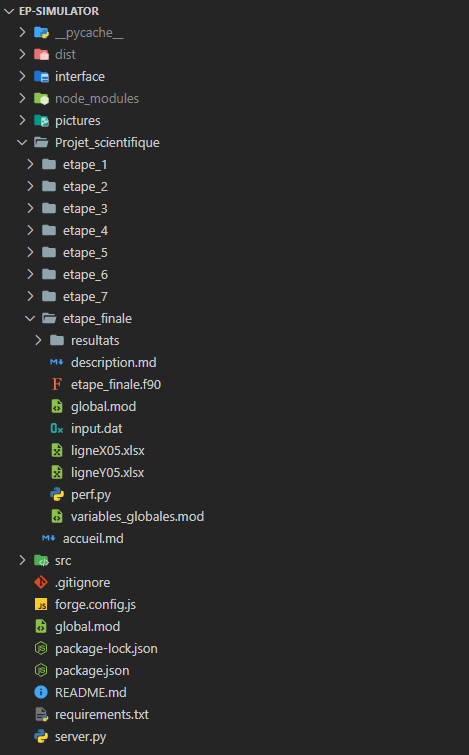 EP-SIMULATOR
__pycache__
dist
interface
node_modules
pictures
Projet_scientifique
etape_1
etape_2
etape_3
etape_4
etape_5
etape_6
etape_7
etape_finale
resultats
description.md
etape_finale.f90
global.mod
input.dat
ligneX05.xlsx
ligneY05.xlsx
perf.py
variables_globales.mod
accueil.md
src
.gitignore
forge.config.js
global.mod
package-lock.json
package.json
README.md
requirements.txt
server.py